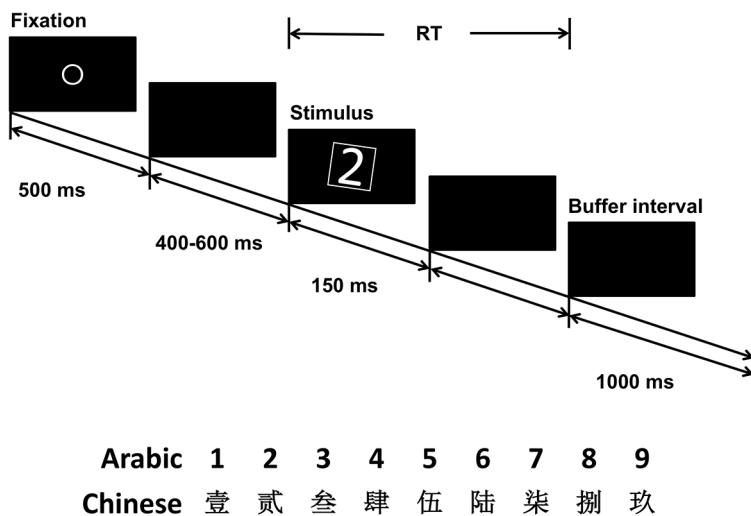 Fixation
RT
Stimulus
2
500 ms
Buffer interval
400-600 ms
150 ms
1000 ms
Arabic 1 2 3 4 5 6 7 8 9
Chinese 壹 贰 叁 肆 伍 陆 柒 捌 玖